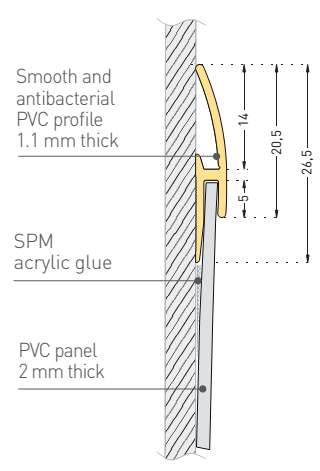 Smooth and
antibacterial
PVC profile
1.1 mm thick
14
20,5
26,5
5
SPM
acrylic glue
PVC panel
2 mm thick